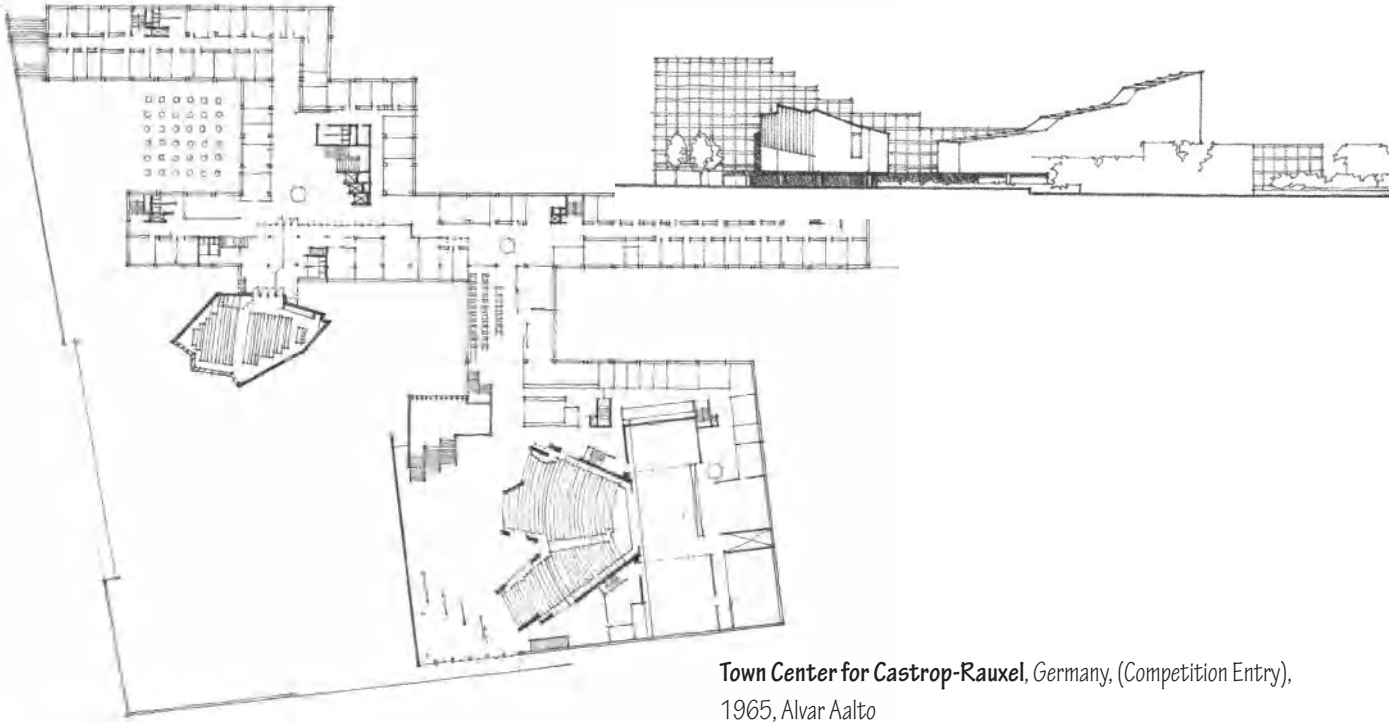 Town Center for Castrop-Rauxel, Germany, (Competition Entry),
1965, Alvar Aalto